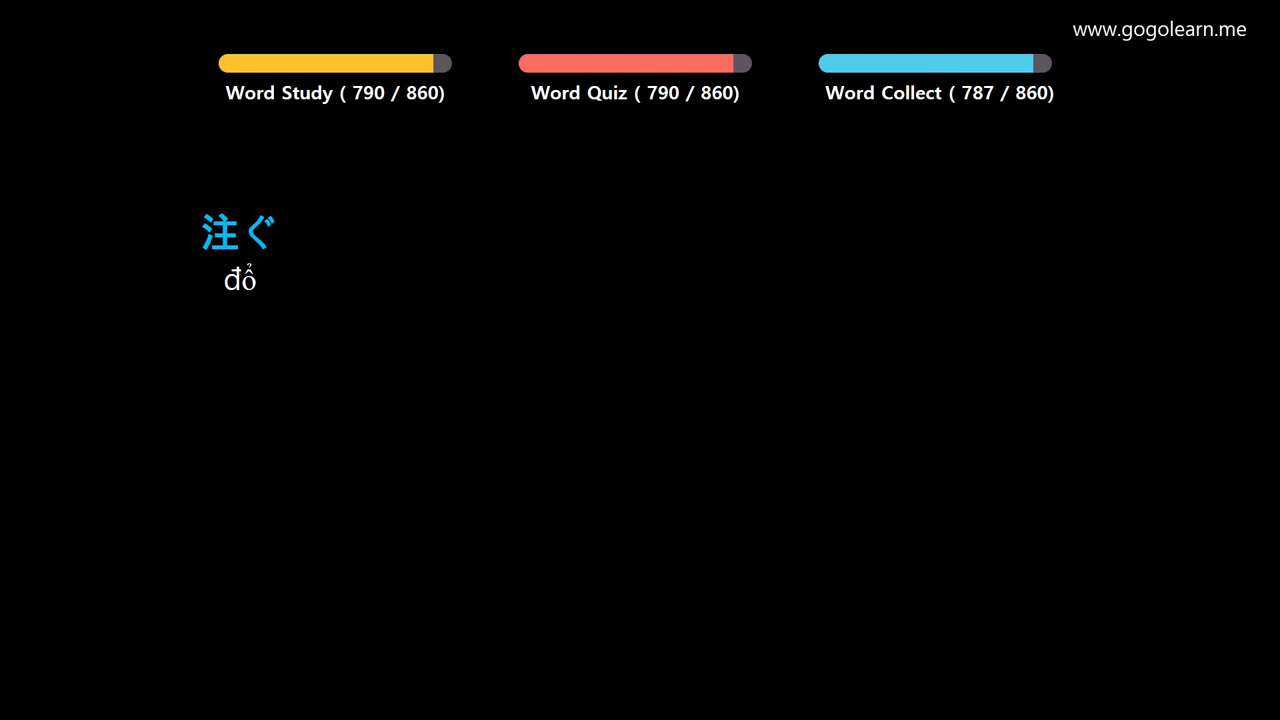 www.gogolearn.me
Word Study ( 790 / 860)
Word Quiz ( 790 / 860)
Word Collect ( 787 / 860)
注ぐ
đổ